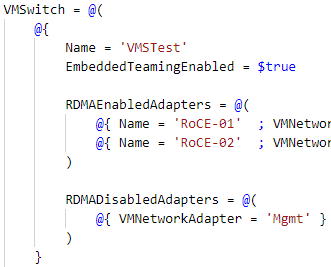 VMSwitch = @(
@{
Name = 'VMSTest'
EmbeddedTeamingEnabled = $true
RDMAEnabledAdapters = @(
@{ Name = 'RoCE-01' ; VMNetwor
@{ Name = 'RoCE-02' ; VMNetwor
)
RDMADisabledAdapters = @(
@{ VMNetworkAdapter = 'Mgmt' }
)
}